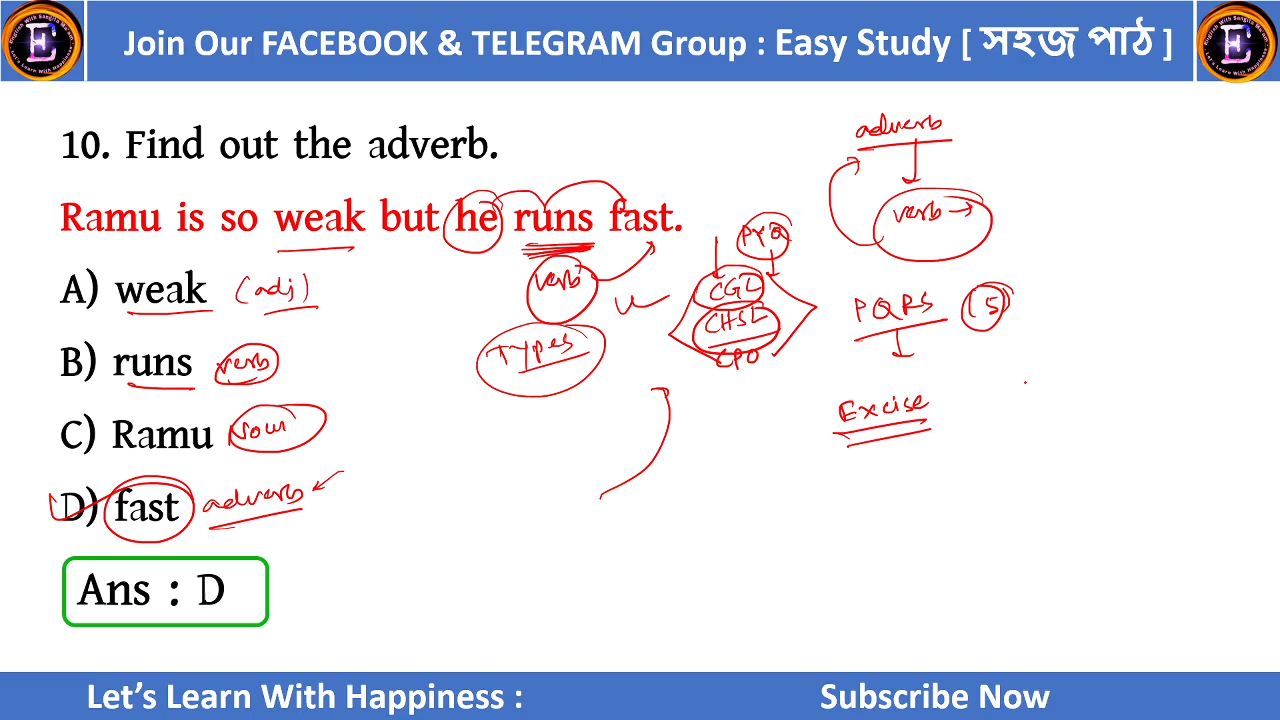 Join Our FACEBOOK & TELEGRAM Group : Easy Study [ সহজ পাঠ ]
10. Find out the adverb.
Ramu is so weak but he runs fast.
A) weak (adj)
B) runs verb
C) Ramu
D) fast adverb
Ans : D
verb
Types
PYQ
CGL
CHSL
CPO
adverb
verb →
PQRS (5)
Excise
Let's Learn With Happiness :
Subscribe Now